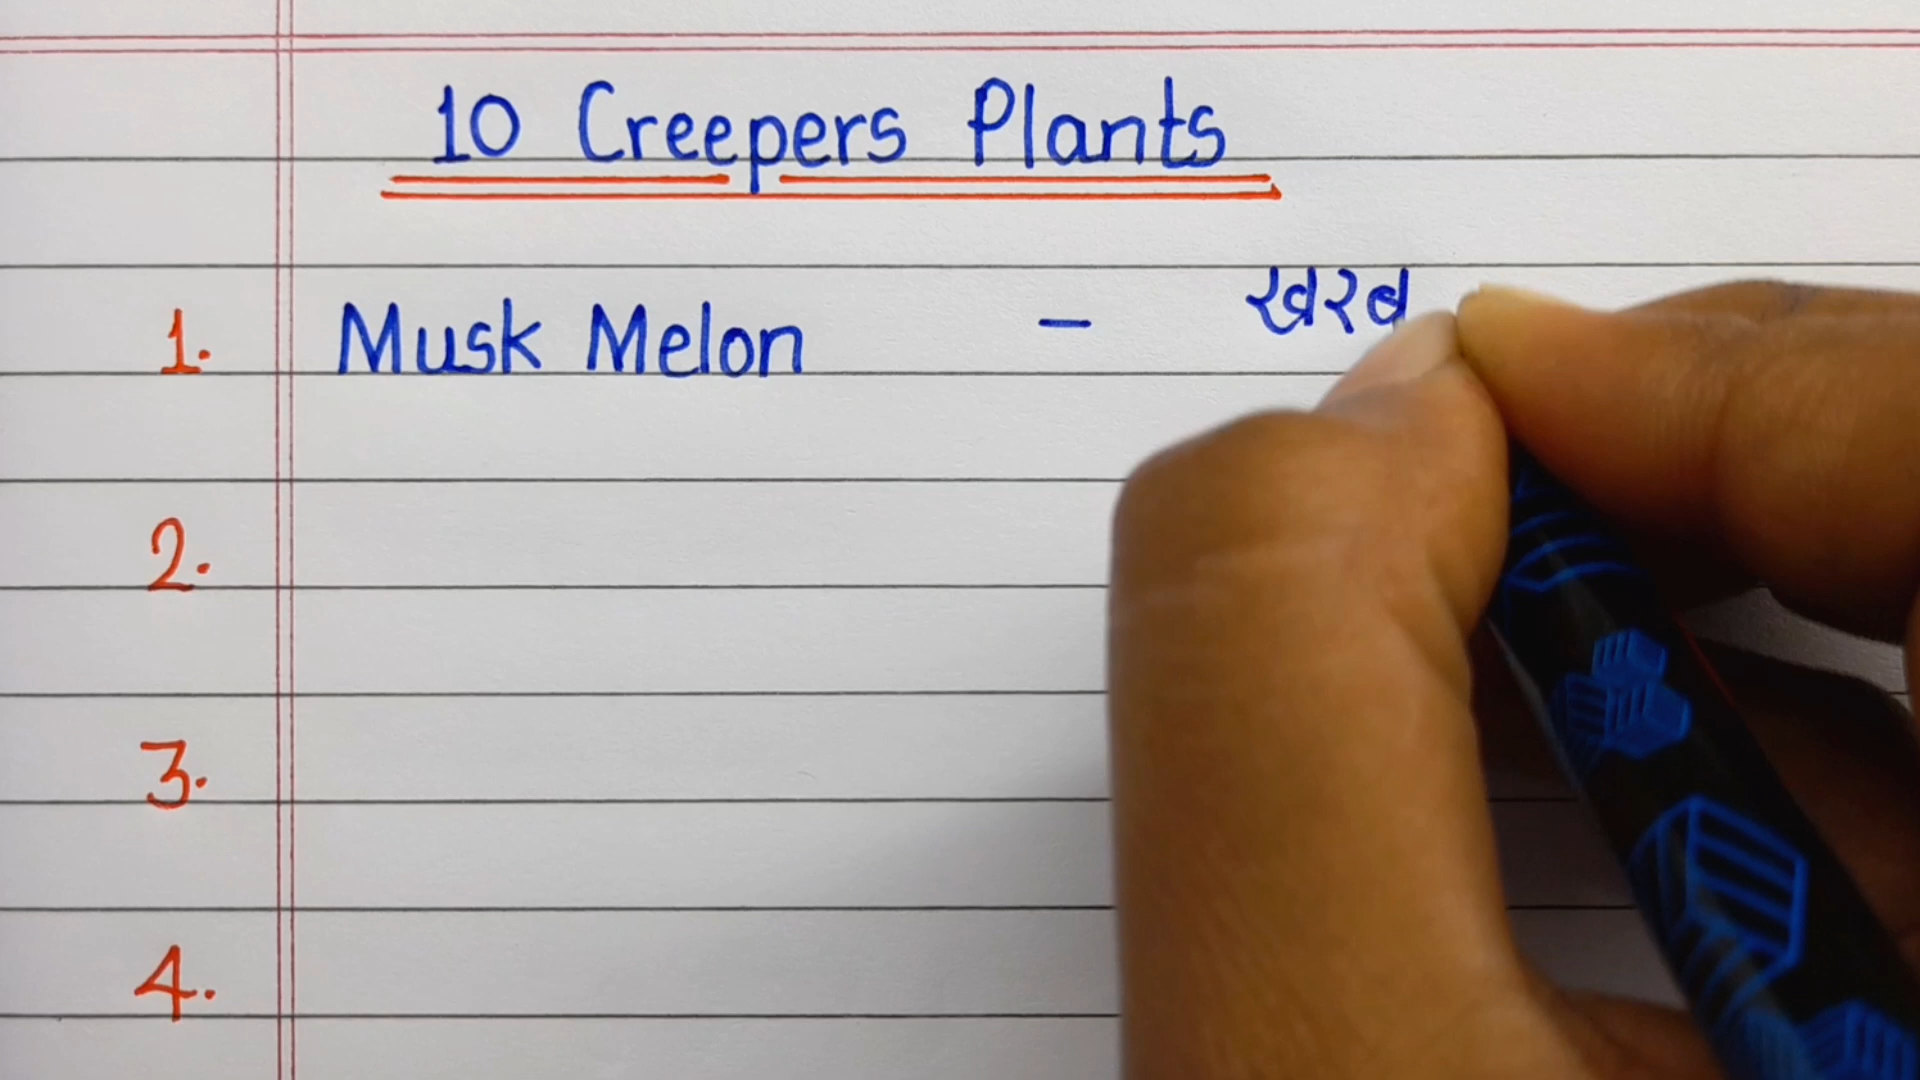 10 Creepers Plants
1. Musk Melon - खरब
2.
3.
4.